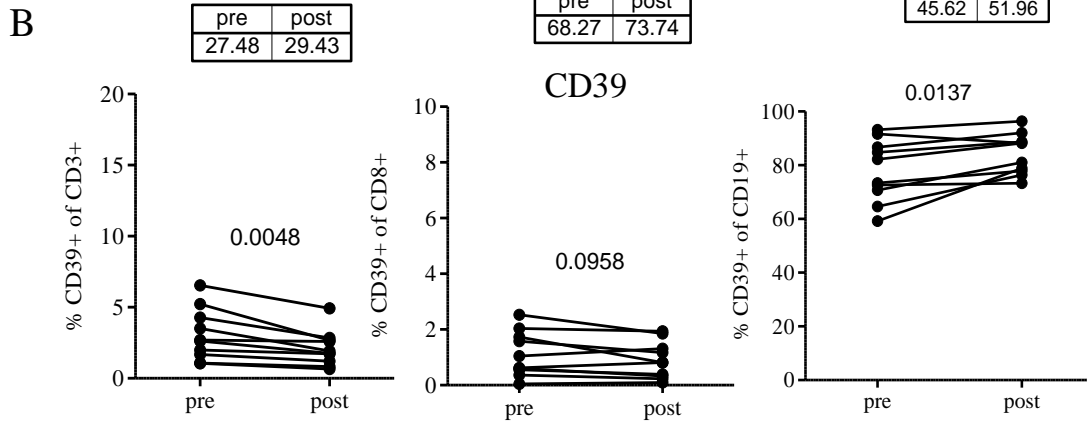 B
pre post
27.48 29.43
pre post
68.27 73.74
45.62 51.96
CD39
% CD39+ of CD3+
20
15
10
5
0
0.0048
pre post
% CD39+ of CD8+
10
8
6
4
2
0
0.0958
pre post
% CD39+ of CD19+
100
80
60
40
20
0
0.0137
pre post